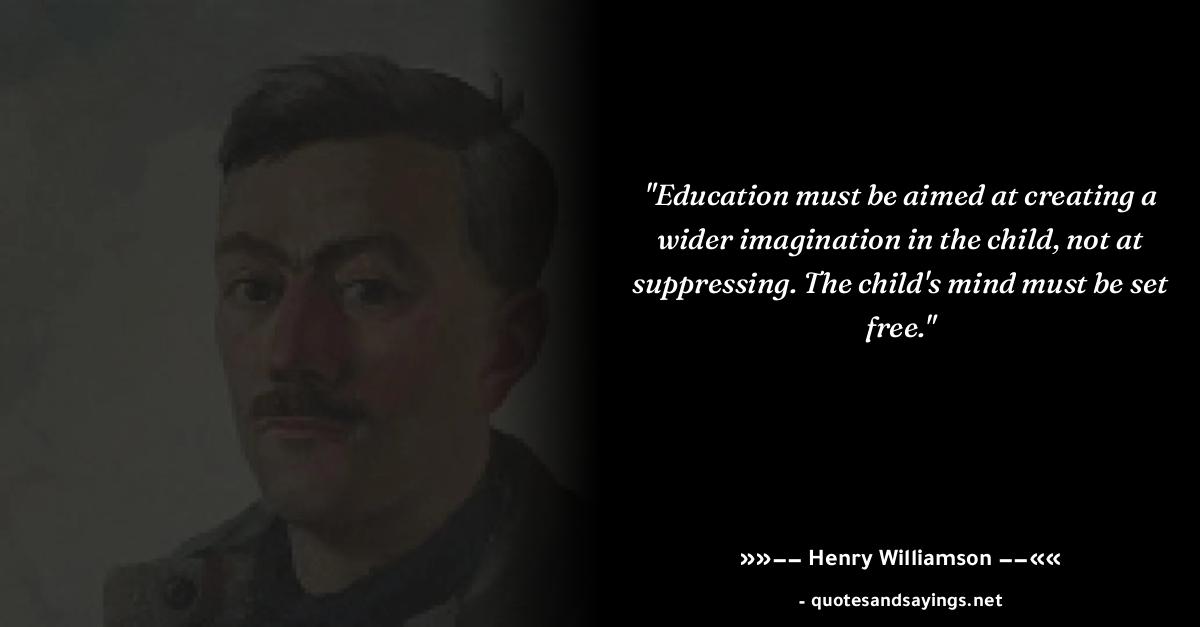 "Education must be aimed at creating a
wider imagination in the child, not at
suppressing. The child's mind must be set
free."
»»–– Henry Williamson ––««
- quotesandsayings.net